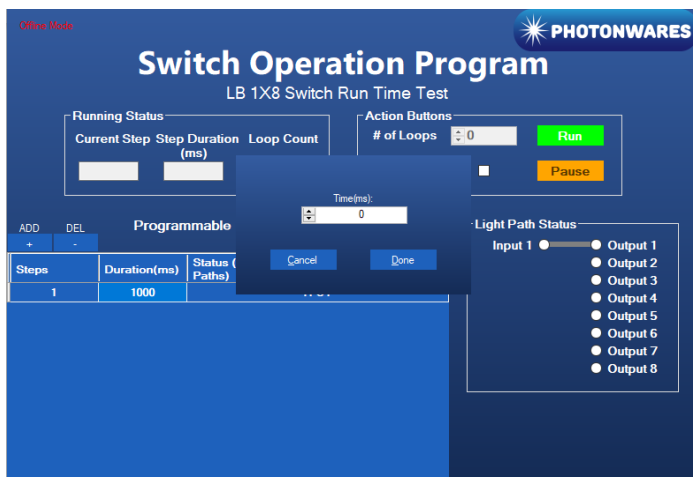 Offline Mode
PHOTONWARES
Switch Operation Program
LB 1X8 Switch Run Time Test
Running Status
Current Step Step Duration (ms) Loop Count
Action Buttons
# of Loops 0 Run
Pause
Time(ms):
0
Cancel Done
ADD DEL Programmable
+ -
Steps Duration(ms) Status ( Paths)
1 1000
Light Path Status
Input 1 Output 1
Output 2
Output 3
Output 4
Output 5
Output 6
Output 7
Output 8